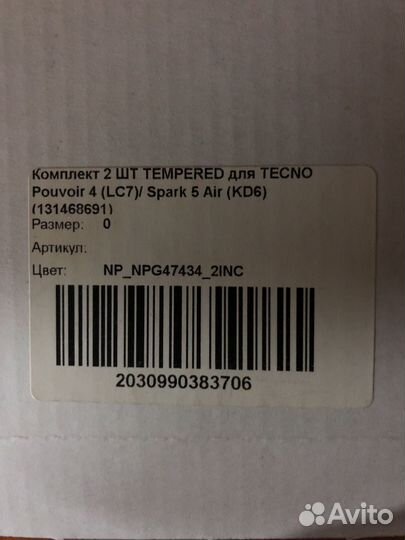 Комплект 2 ШТ TEMPERED для TECNO
Pouvoir 4 (LC7)/ Spark 5 Air (KD6)
(131468691)
Размер: 0
Артикул:
Цвет: NP_NPG47434_2INC
2030990383706
Avito